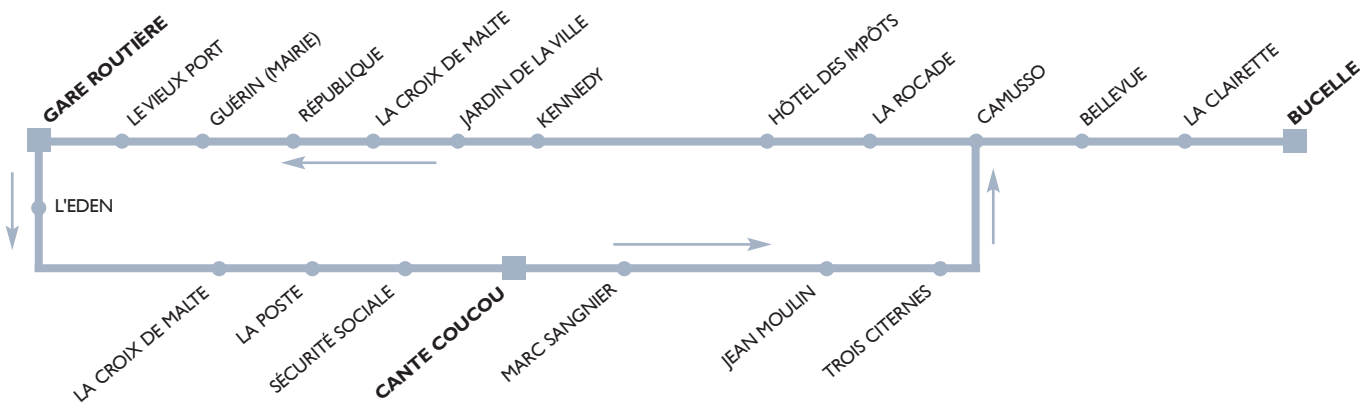 GARE ROUTIÈRE
LE VIEUX PORT
GUÉRIN (MAIRIE)
RÉPUBLIQUE
LA CROIX DE MALTE
JARDIN DE LA VILLE
KENNEDY
HÔTEL DES IMPÔTS
LA ROCADE
CAMUSSO
BELLEVUE
LA CLAIRETTE
BUCELLE
L'EDEN
LA CROIX DE MALTE
LA POSTE
SÉCURITÉ SOCIALE
CANTE COUCOU
MARC SANGNIER
JEAN MOULIN
TROIS CITERNES